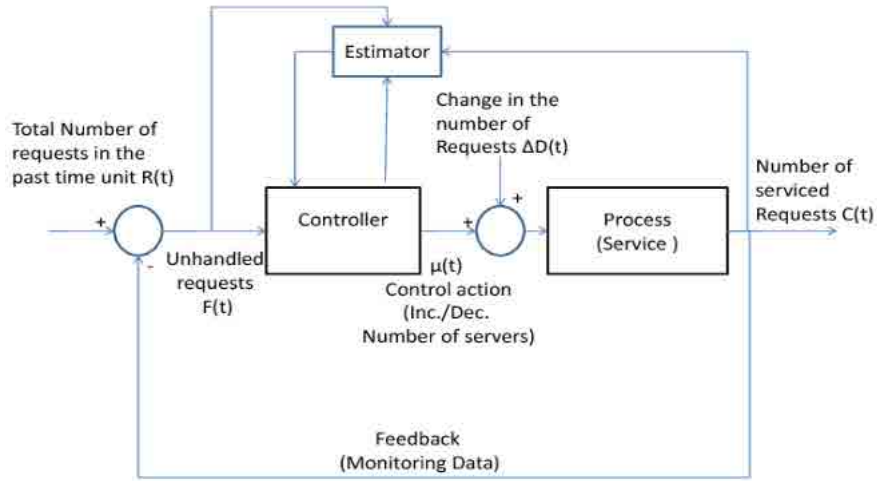 Estimator
Change in the
number of
Requests ΔD(t)
Total Number of
requests in the
past time unit R(t)
Number of
serviced
Requests C(t)
+
Controller
+
+
Process
(Service )
-
Unhandled
requests
F(t)
μ(t)
Control action
(Inc./Dec.
Number of servers)
Feedback
(Monitoring Data)